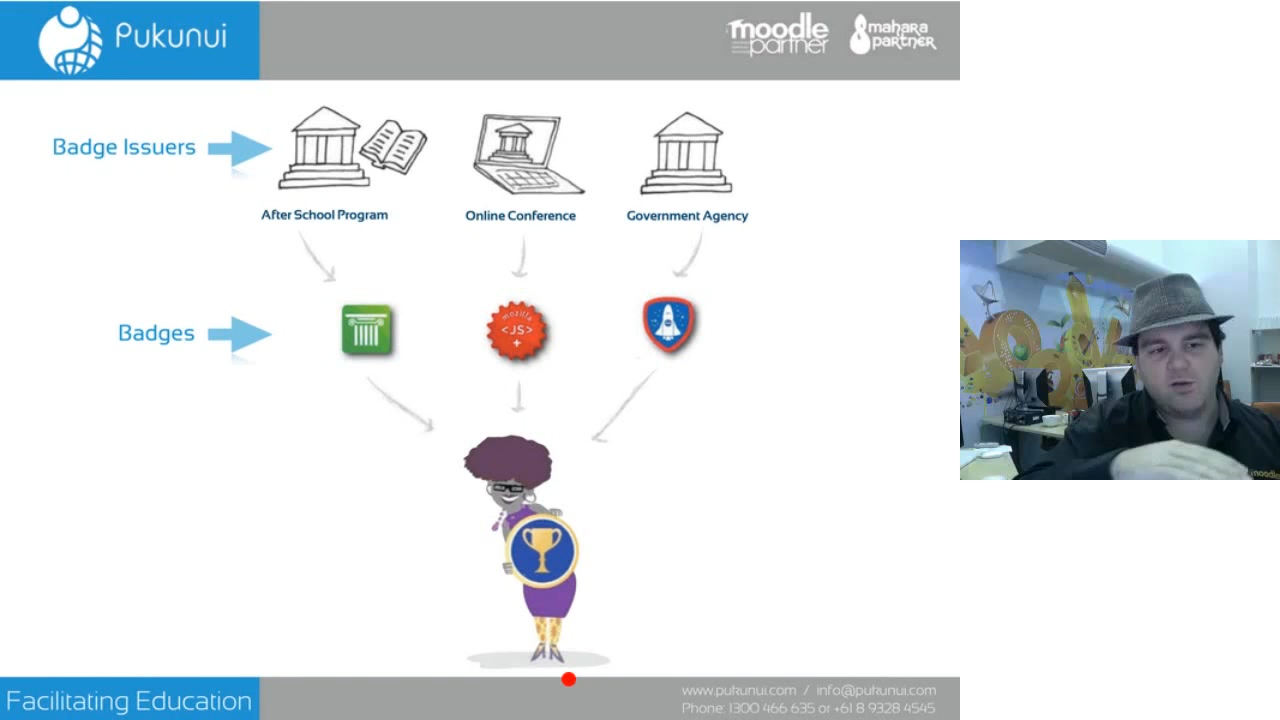 Pukunui
moodle
partner
mahara
partner
Badge Issuers
After School Program
Online Conference
Government Agency
Badges
mozilla
<JS>
+
moodle
Facilitating Education
www.pukunui.com / info@pukunui.com
Phone: 1300 466 635 or +61 8 9328 4545